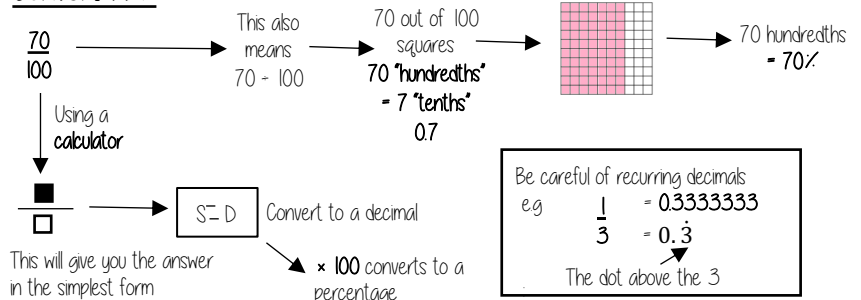 70
100
This also
means
70 ÷ 100
70 out of 100
squares
70 "hundredths"
= 7 "tenths"
0.7
70 hundredths
= 70%
Using a
calculator
This will give you the answer
in the simplest form
S⇔D
Convert to a decimal
× 100 converts to a
percentage
Be careful of recurring decimals
e.g
1
3
= 0.3333333
= 0.3̇
The dot above the 3